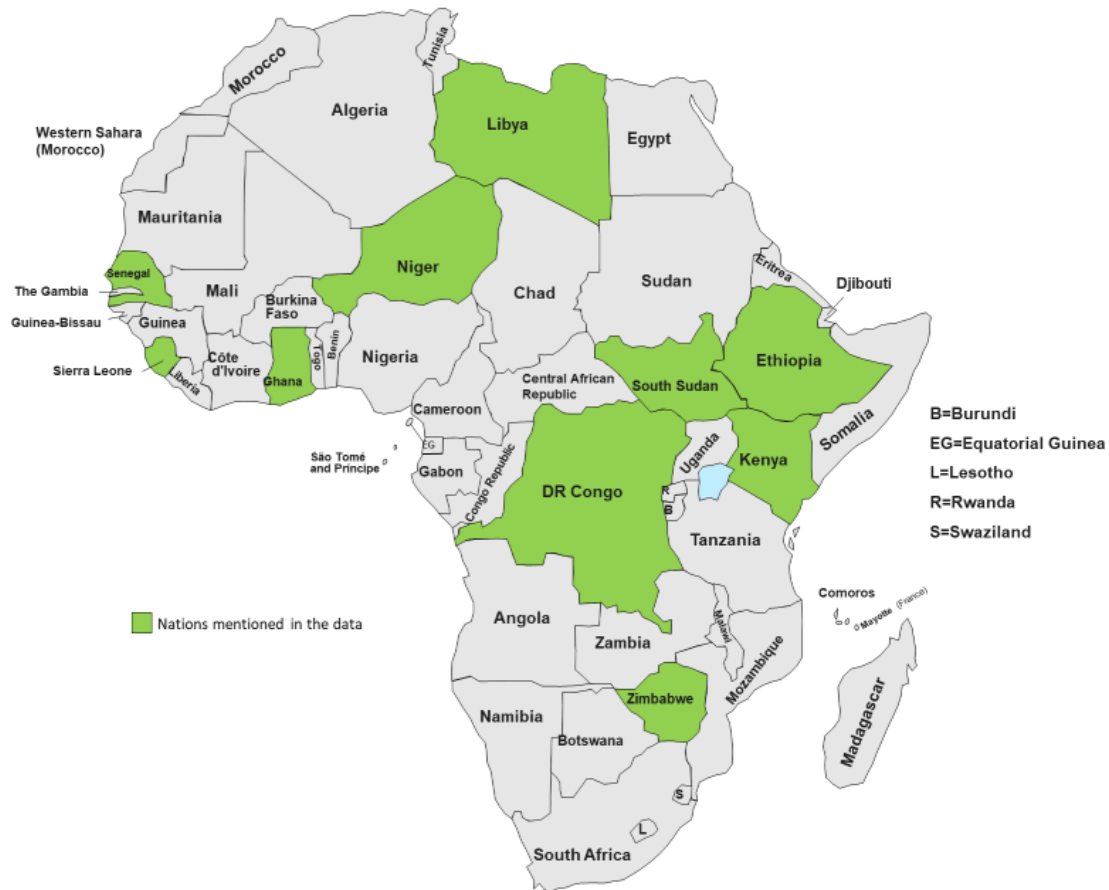 Tunisia
Morocco
Algeria
Libya
Egypt
Western Sahara
(Morocco)
Mauritania
Senegal
Niger
Sudan
Eritrea
Djibouti
The Gambia
Mali
Burkina
Faso
Chad
Guinea-Bissau
Guinea
Benin
Togo
Nigeria
Côte
d'Ivoire
Ethiopia
Sierra Leone
Liberia
Ghana
Central African
Republic
South Sudan
Somalia
Cameroon
EG
São Tomé
and Príncipe
Gabon
Congo Republic
Uganda
Kenya
DR Congo
R
B
Tanzania
B=Burundi
EG=Equatorial Guinea
L=Lesotho
R=Rwanda
S=Swaziland
Comoros
Mayotte (France)
Nations mentioned in the data
Angola
Zambia
Malawi
Mozambique
Zimbabwe
Madagascar
Namibia
Botswana
S
L
South Africa